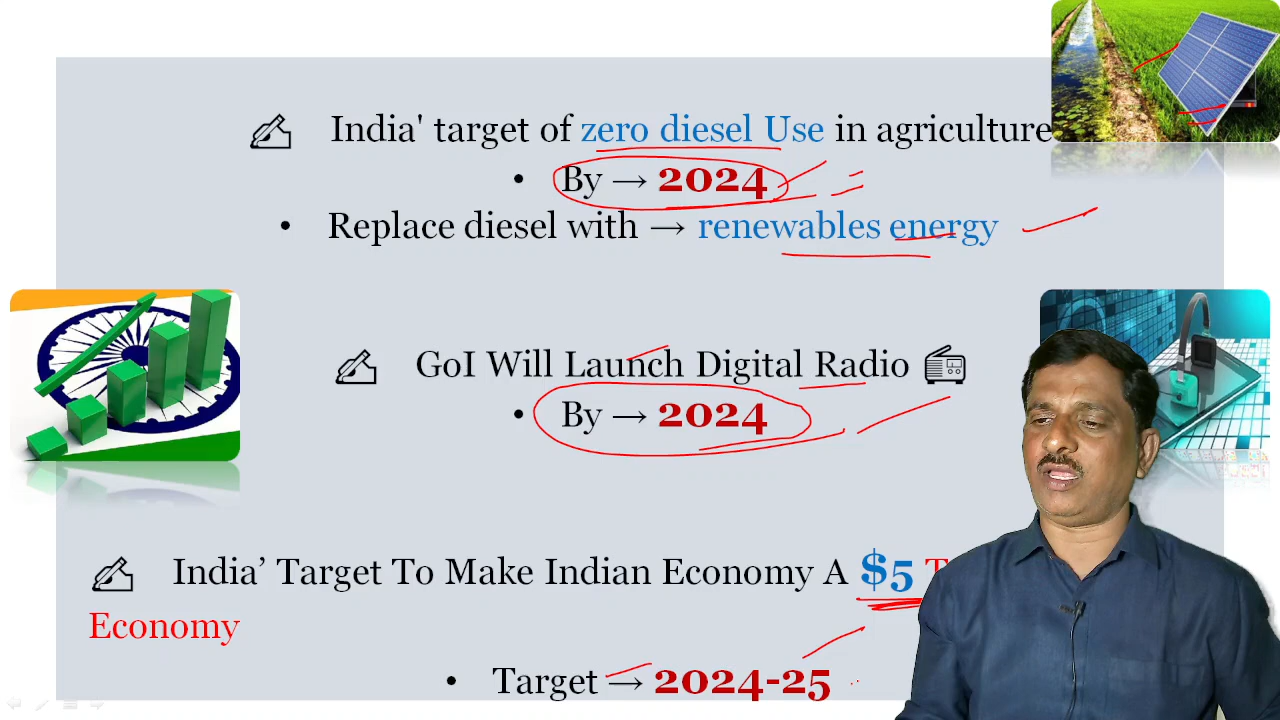 India' target of zero diesel Use in agriculture
• By → 2024
• Replace diesel with → renewables energy
GoI Will Launch Digital Radio
• By → 2024
India’ Target To Make Indian Economy A $5
Economy
• Target → 2024-25